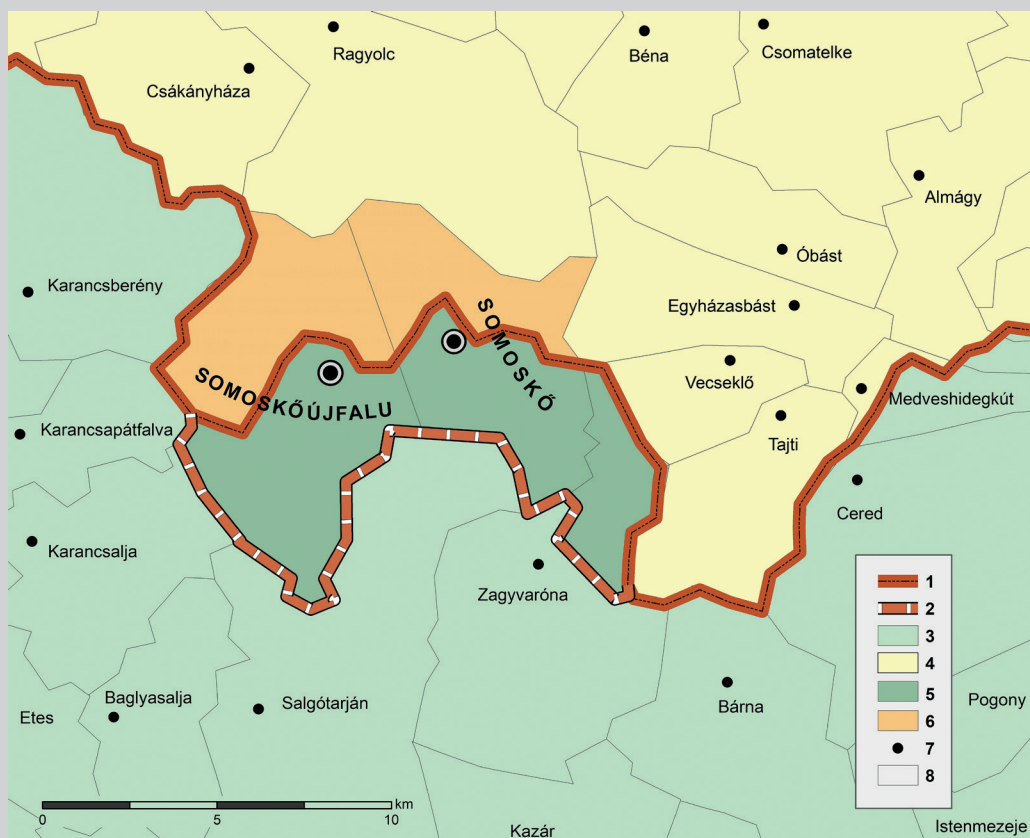 Ragyolc
Béna
Csomatelke
Csákányháza
Almágy
Óbást
Karancsberény
Egyházasbást
SOMOSKŐ
Vecseklő
SOMOSKŐÚJFALU
Medveshidegkút
Karancsapátfalva
Tajti
Cered
Karancsalja
Zagyvaróna
Baglyasalja
Salgótarján
Etes
Bárna
Pogony
Kazár
Istenmezeje
1
2
3
4
5
6
7
8
km
0 5 10